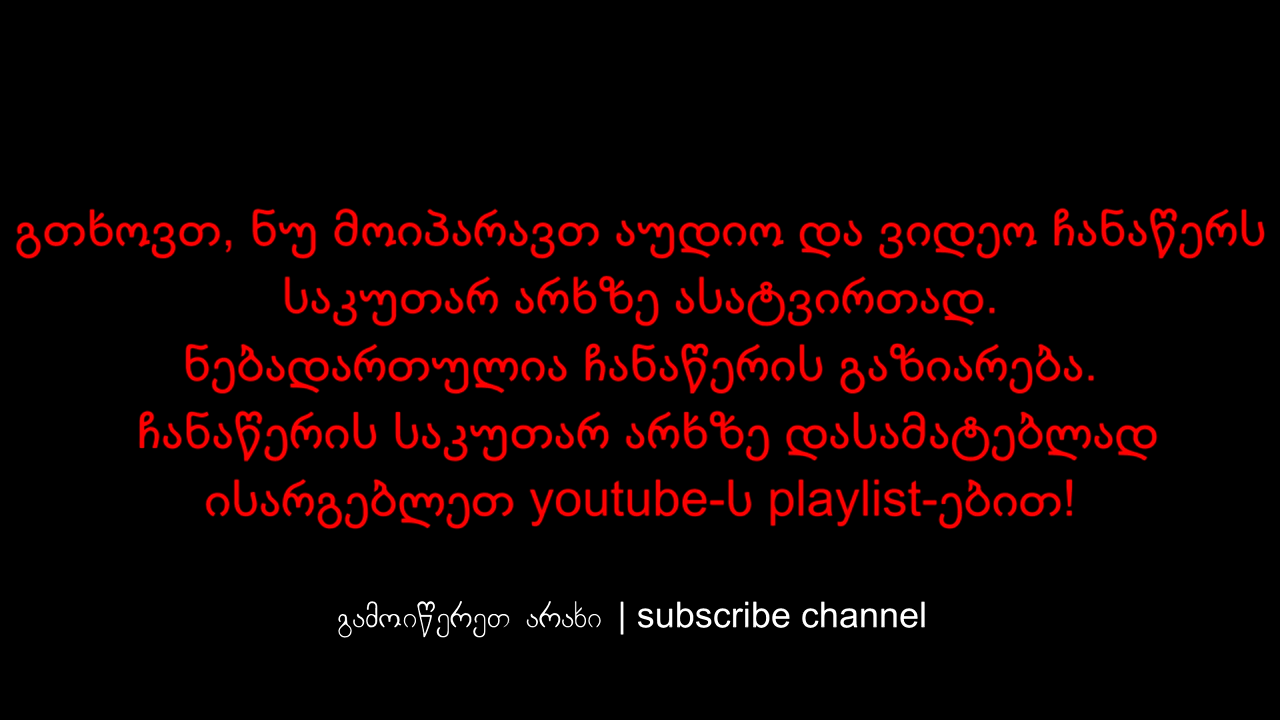 გთხოვთ, ნუ მოიპარავთ აუდიო და ვიდეო ჩანაწერს
საკუთარ არხზე ასატვირთად.
ნებადართულია ჩანაწერის გაზიარება.
ჩანაწერის საკუთარ არხზე დასამატებლად
ისარგებლეთ youtube-ს playlist-ებით!
გამოიწერეთ არახი | subscribe channel